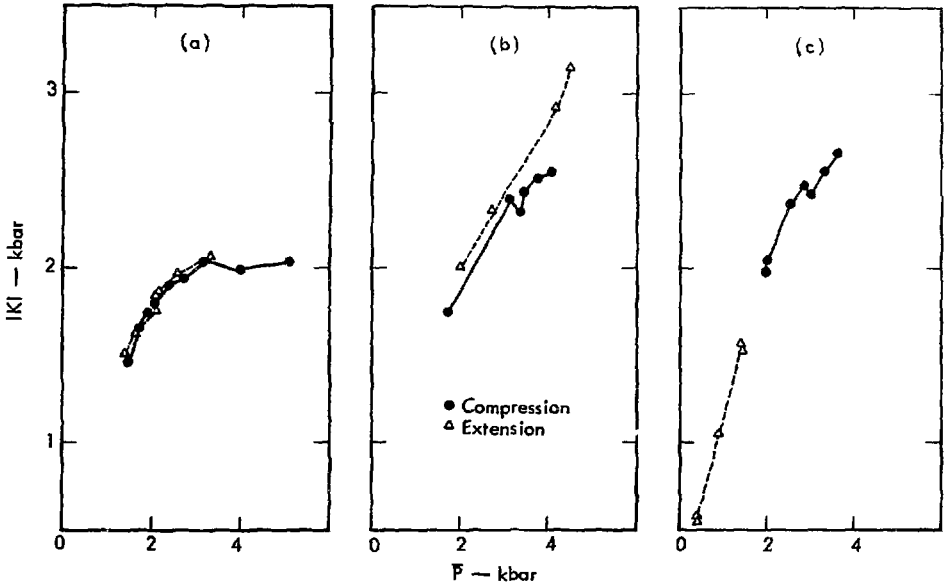 (a)
(b)
(c)
3
2
1
|K| — kbar
● Compression
△ Extension
0 2 4
0 2 4
0 2 4
P̅ — kbar